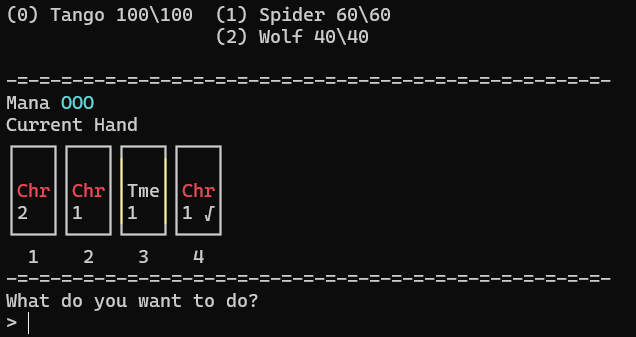 (0) Tango 100\100  (1) Spider 60\60
(2) Wolf 40\40
-=-=-=-=-=-=-=-=-=-=-=-=-=-=-=-=-=-=-=-=-=-=-=-=-=-=-=-
Mana OOO
Current Hand
Chr Chr Tme Chr
2 1 1 1 √
1 2 3 4
-=-=-=-=-=-=-=-=-=-=-=-=-=-=-=-=-=-=-=-=-=-=-=-=-=-=-=-
What do you want to do?
>